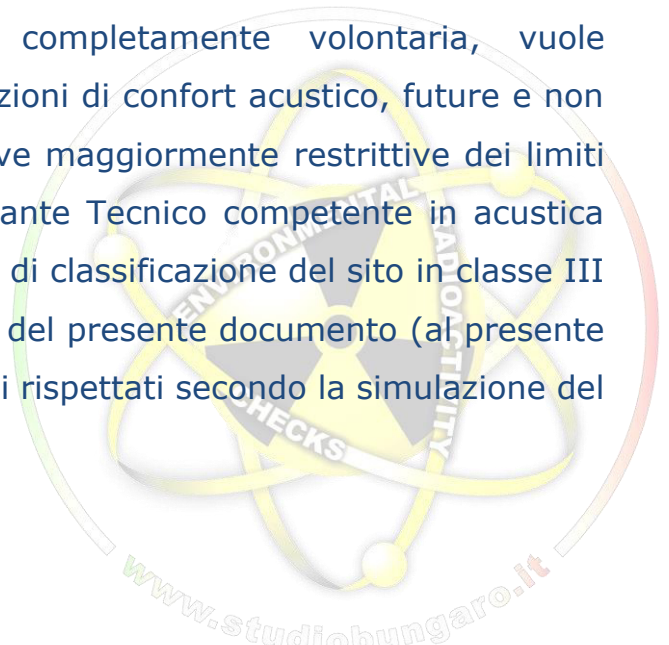 completamente volontaria, vuole
zioni di confort acustico, future e non
ve maggiormente restrittive dei limiti
ante Tecnico competente in acustica
di classificazione del sito in classe III
del presente documento (al presente
i rispettati secondo la simulazione del
ENVIRONMENTAL
RADIOACTIVITY
CHECKS
www.studiobungaro.it